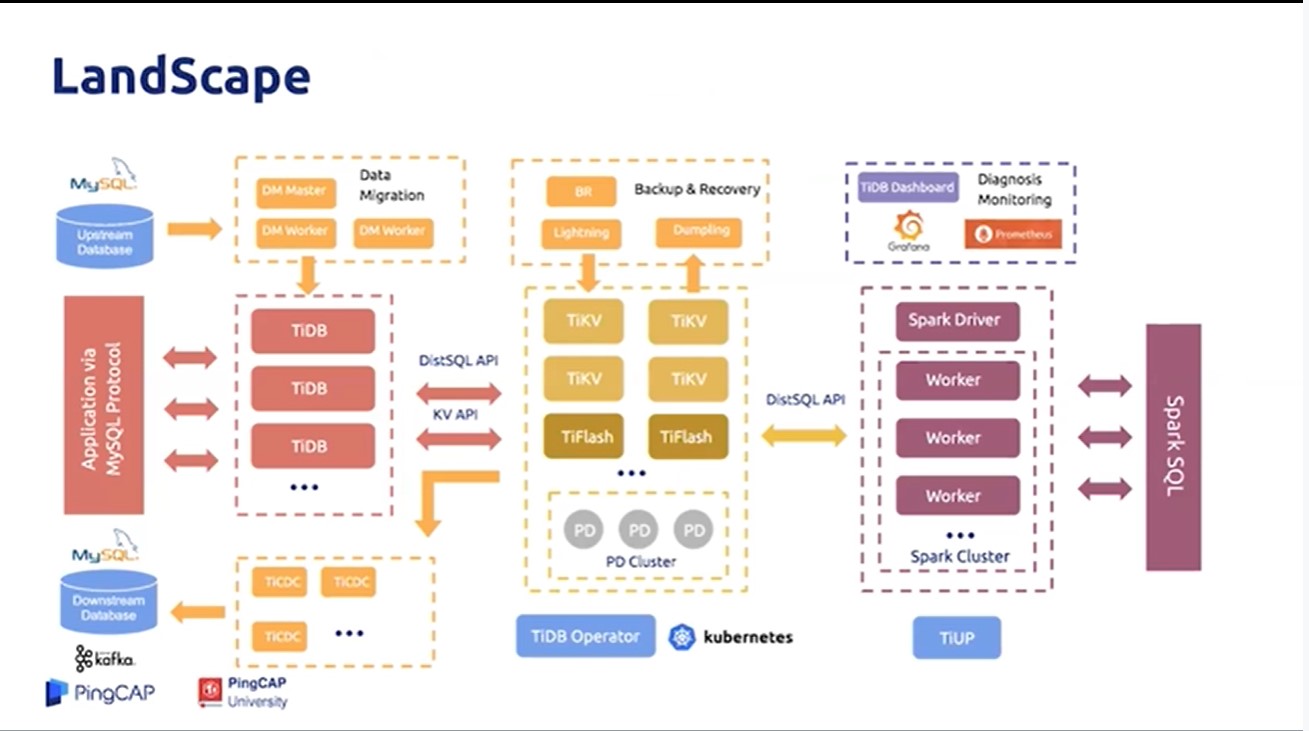 LandScape
MySQL
Upstream
Database
DM Master
Data
Migration
DM Worker
DM Worker
BR
Backup & Recovery
Lightning
Dumpling
TiDB Dashboard
Diagnosis
Monitoring
Grafana
Prometheus
Application via
MySQL Protocol
TiDB
TiDB
TiDB
•••
DistSQL API
KV API
TiKV
TiKV
TiKV
TiKV
TiFlash
TiFlash
•••
PD
PD
PD
PD Cluster
DistSQL API
Spark Driver
Worker
Worker
Worker
•••
Spark Cluster
Spark SQL
MySQL
Downstream
Database
kafka
TiCDC
TiCDC
TiCDC
•••
TiDB Operator
kubernetes
TiUP
PingCAP
PingCAP
University